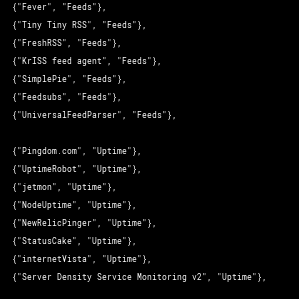 {"Fever", "Feeds"},
{"Tiny Tiny RSS", "Feeds"},
{"FreshRSS", "Feeds"},
{"KrISS feed agent", "Feeds"},
{"SimplePie", "Feeds"},
{"Feedsubs", "Feeds"},
{"UniversalFeedParser", "Feeds"},
{"Pingdom.com", "Uptime"},
{"UptimeRobot", "Uptime"},
{"jetmon", "Uptime"},
{"NodeUptime", "Uptime"},
{"NewRelicPinger", "Uptime"},
{"StatusCake", "Uptime"},
{"internetVista", "Uptime"},
{"Server Density Service Monitoring v2", "Uptime"},